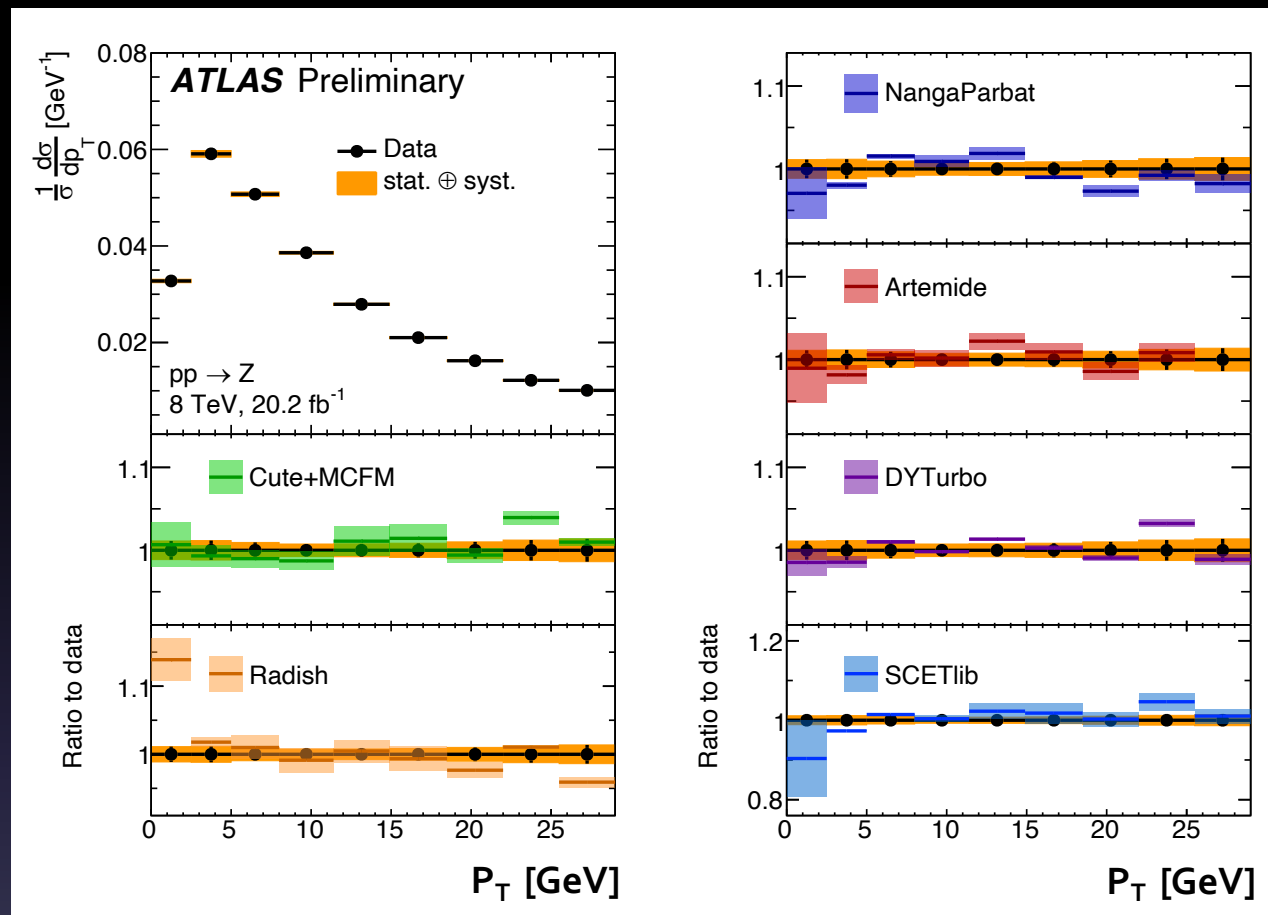 0.08
0.06
0.04
0.02
1/σ dσ/dp_T [GeV⁻¹]
ATLAS Preliminary
Data
stat. ⊕ syst.
pp → Z
8 TeV, 20.2 fb⁻¹
1.1
1
Cute+MCFM
1.1
1
Ratio to data
Radish
0 5 10 15 20 25
P_T [GeV]
1.1
1
NangaParbat
1.1
1
Artemide
1.1
1
DYTurbo
1.2
1
0.8
Ratio to data
SCETlib
0 5 10 15 20 25
P_T [GeV]